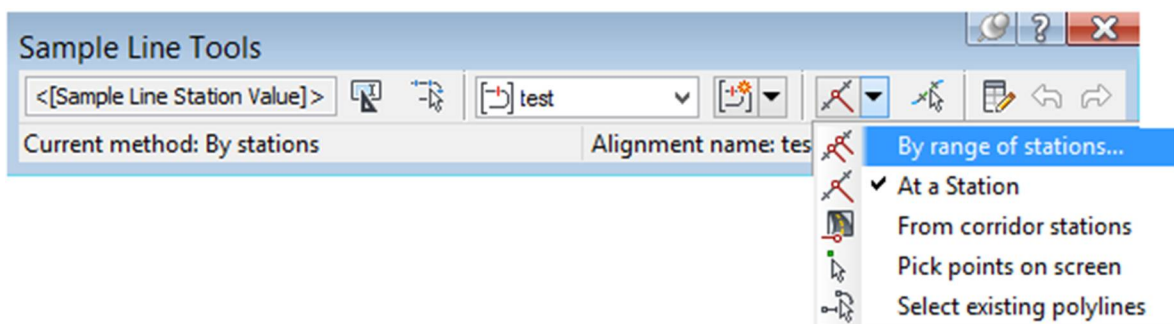 Sample Line Tools
<[Sample Line Station Value]>
test
Current method: By stations
Alignment name: tes
By range of stations...
At a Station
From corridor stations
Pick points on screen
Select existing polylines